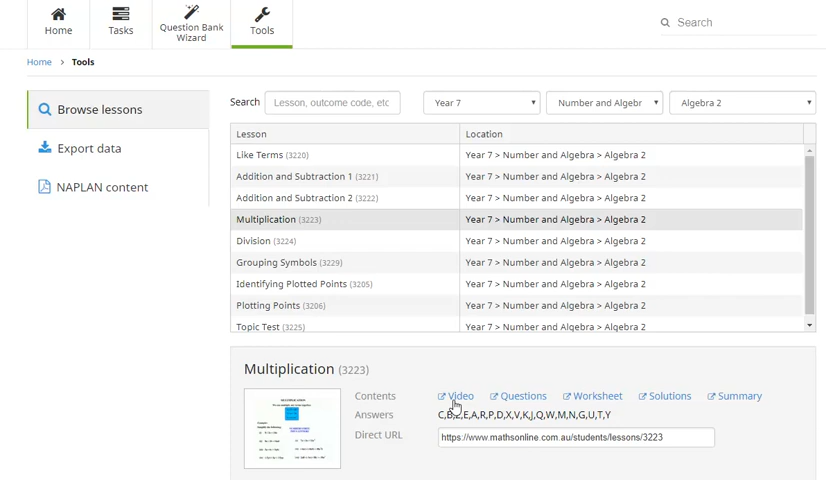 Home
Tasks
Question Bank
Wizard
Tools
Search
Home > Tools
Browse lessons
Export data
NAPLAN content
Search Lesson, outcome code, etc Year 7 Number and Algebr Algebra 2
Lesson Location
Like Terms (3220) Year 7 > Number and Algebra > Algebra 2
Addition and Subtraction 1 (3221) Year 7 > Number and Algebra > Algebra 2
Addition and Subtraction 2 (3222) Year 7 > Number and Algebra > Algebra 2
Multiplication (3223) Year 7 > Number and Algebra > Algebra 2
Division (3224) Year 7 > Number and Algebra > Algebra 2
Grouping Symbols (3229) Year 7 > Number and Algebra > Algebra 2
Identifying Plotted Points (3205) Year 7 > Number and Algebra > Algebra 2
Plotting Points (3206) Year 7 > Number and Algebra > Algebra 2
Topic Test (3225) Year 7 > Number and Algebra > Algebra 2
Multiplication (3223)
MULTIPLICATION
Contents Video Questions Worksheet Solutions Summary
Answers C,B,Z,E,A,R,P,D,X,V,K,J,Q,W,M,N,G,U,T,Y
Direct URL https://www.mathsonline.com.au/students/lessons/3223